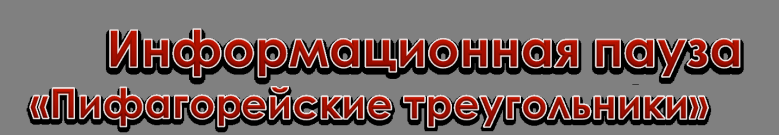 Информационная пауза
«Пифагорейские треугольники»